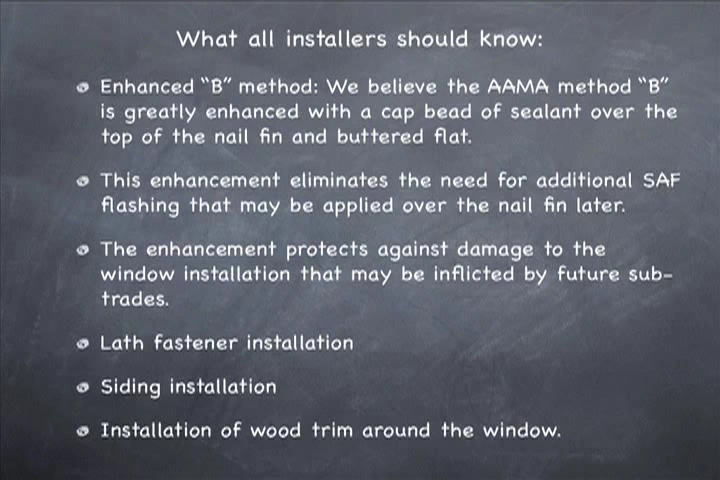 What all installers should know:
Enhanced “B” method: We believe the AAMA method “B”
is greatly enhanced with a cap bead of sealant over the
top of the nail fin and buttered flat.
This enhancement eliminates the need for additional SAF
flashing that may be applied over the nail fin later.
The enhancement protects against damage to the
window installation that may be inflicted by future sub-
trades.
Lath fastener installation
Siding installation
Installation of wood trim around the window.